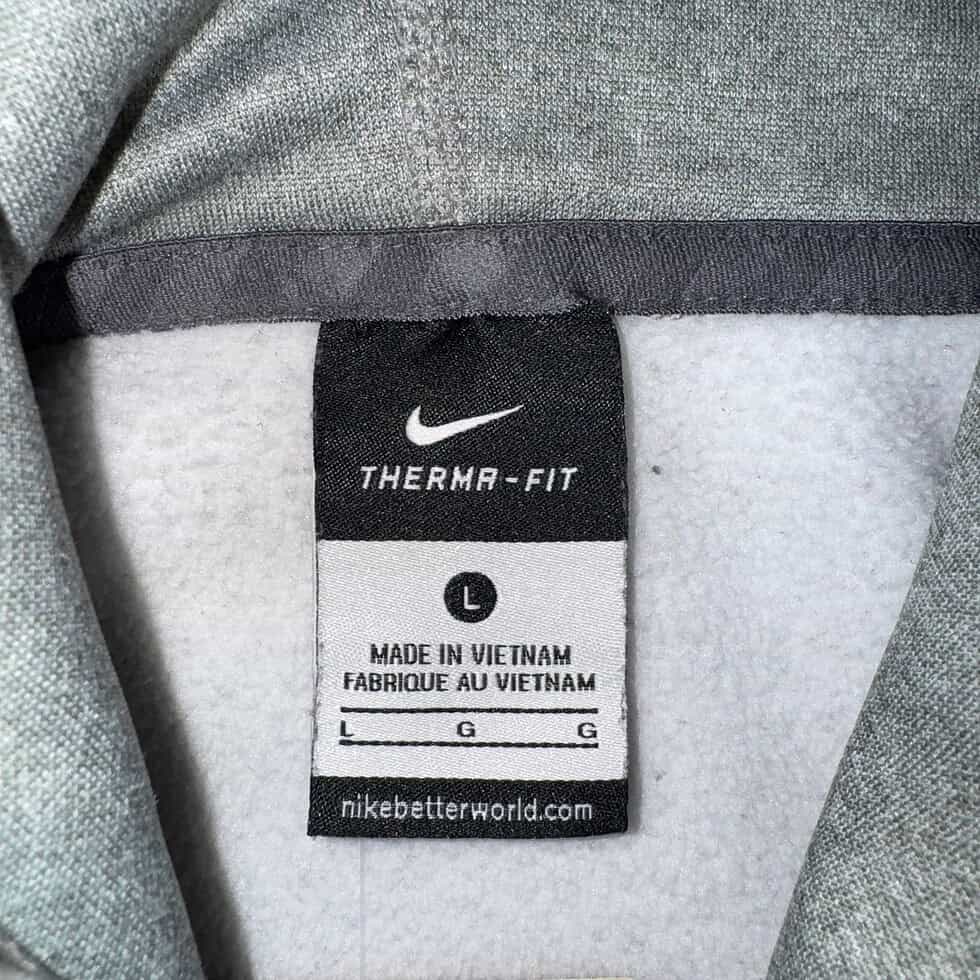 THERMA-FIT
L
MADE IN VIETNAM
FABRIQUE AU VIETNAM
L G G
nikebetterworld.com